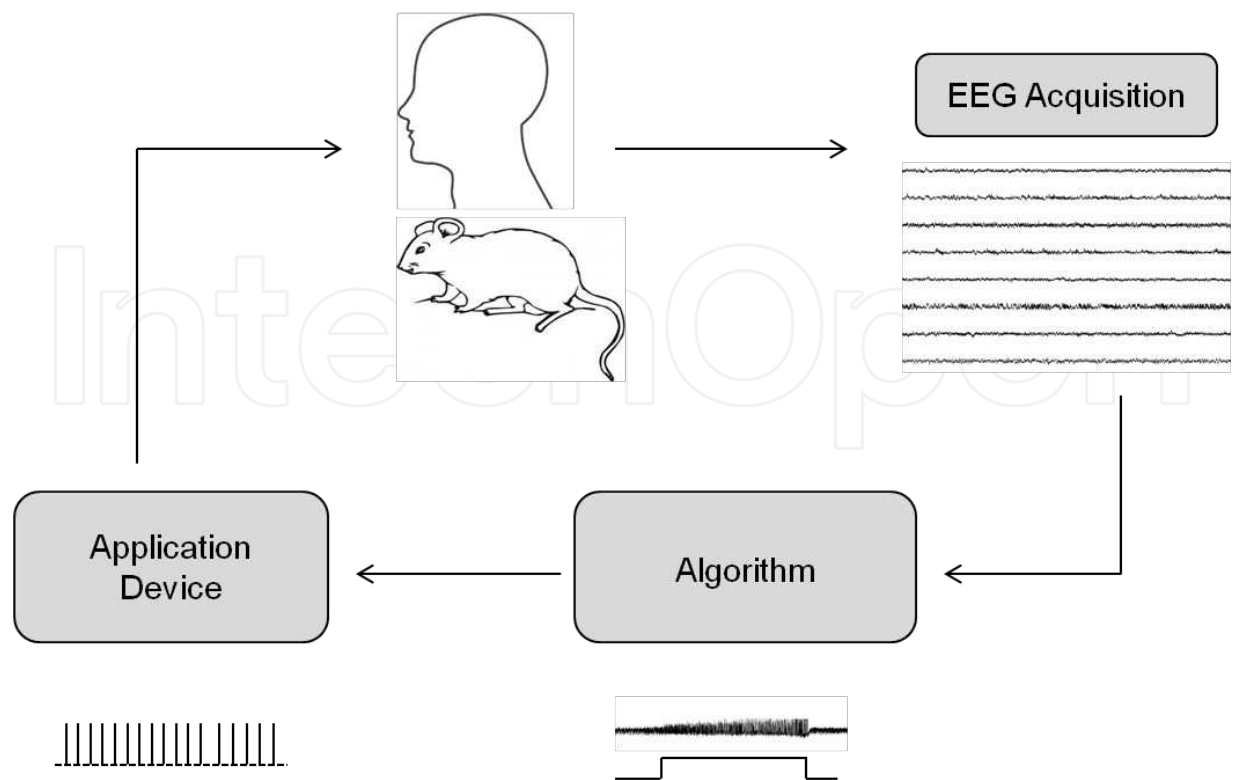 EEG Acquisition
IntechOpen
Application
Device
Algorithm